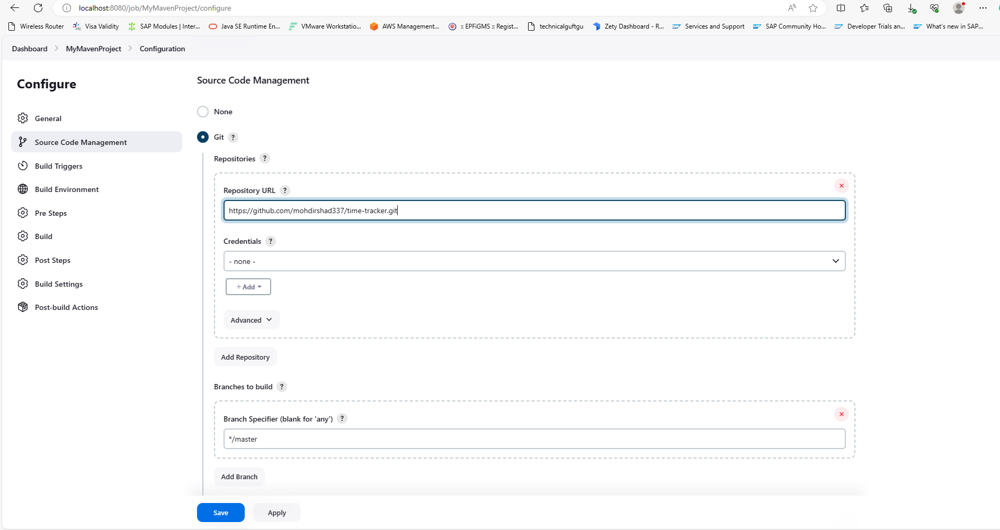 localhost:8080/job/MyMavenProject/configure
Wireless Router Visa Validity SAP Modules | Inter... Java SE Runtime En... VMware Workstatio... AWS Management... :: EPFiGMS :: Regist... technicalguftgu Zety Dashboard - R... Services and Support SAP Community Ho... Developer Trials an... What's new in SAP...
Dashboard > MyMavenProject > Configuration
Configure
General
Source Code Management
Build Triggers
Build Environment
Pre Steps
Build
Post Steps
Build Settings
Post-build Actions
Source Code Management
None
Git ?
Repositories ?
Repository URL ?
https://github.com/mohdirshad337/time-tracker.git
Credentials ?
- none -
+ Add
Advanced
Add Repository
Branches to build ?
Branch Specifier (blank for 'any') ?
*/master
Add Branch
Save Apply